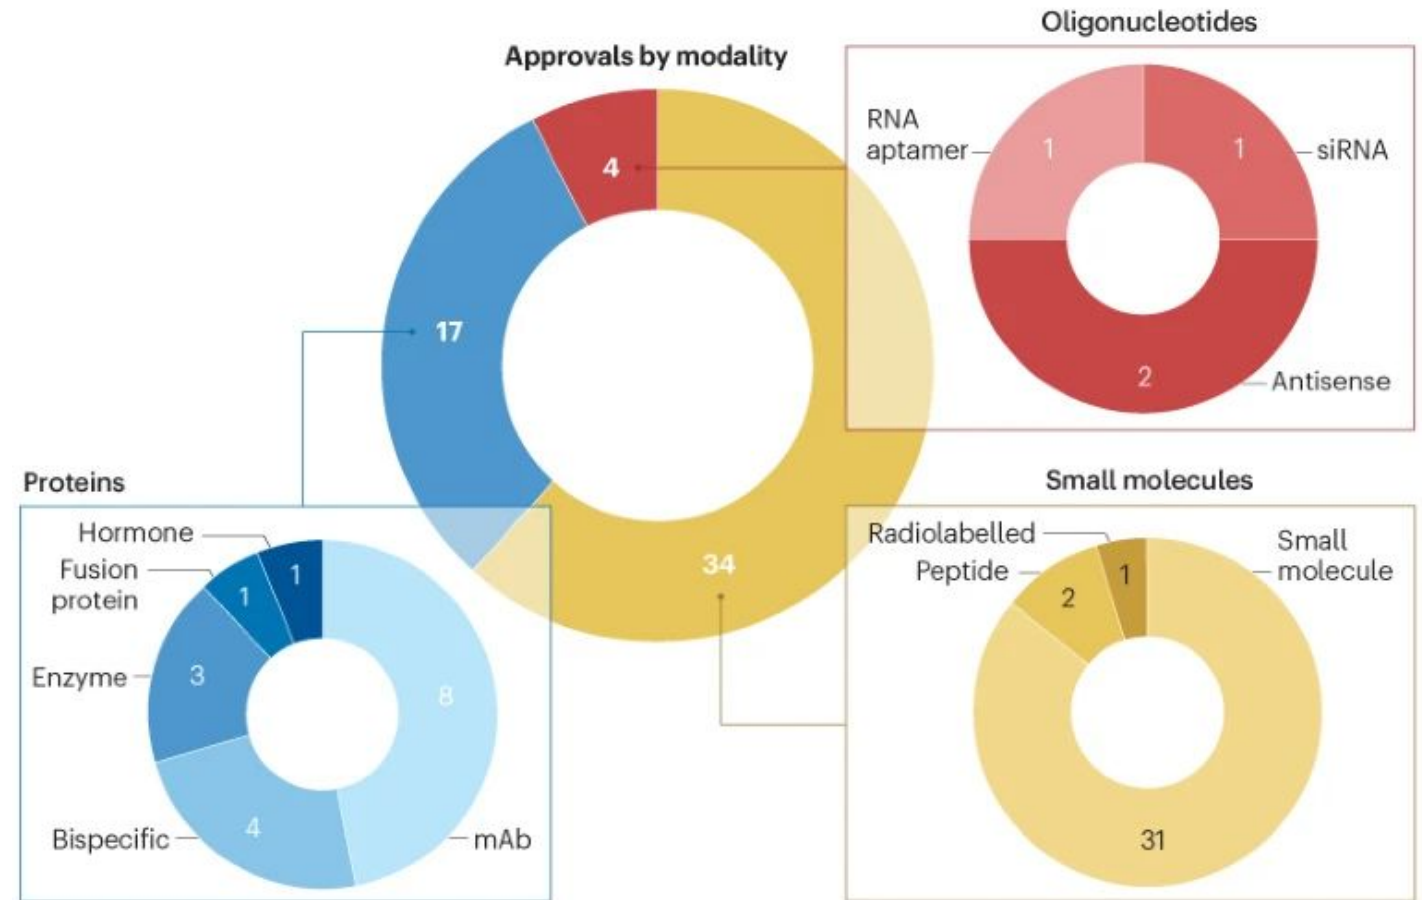 Approvals by modality
4
17
34
Oligonucleotides
RNA
aptamer
1
1
siRNA
2
Antisense
Proteins
Hormone
Fusion
protein
1
1
Enzyme
3
8
Bispecific
4
mAb
Small molecules
Radiolabelled
Peptide
2
1
Small
molecule
31